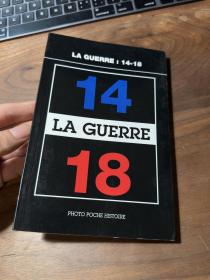 LA GUERRE : 14-18
14
LA GUERRE
18
PHOTO POCHE HISTOIRE